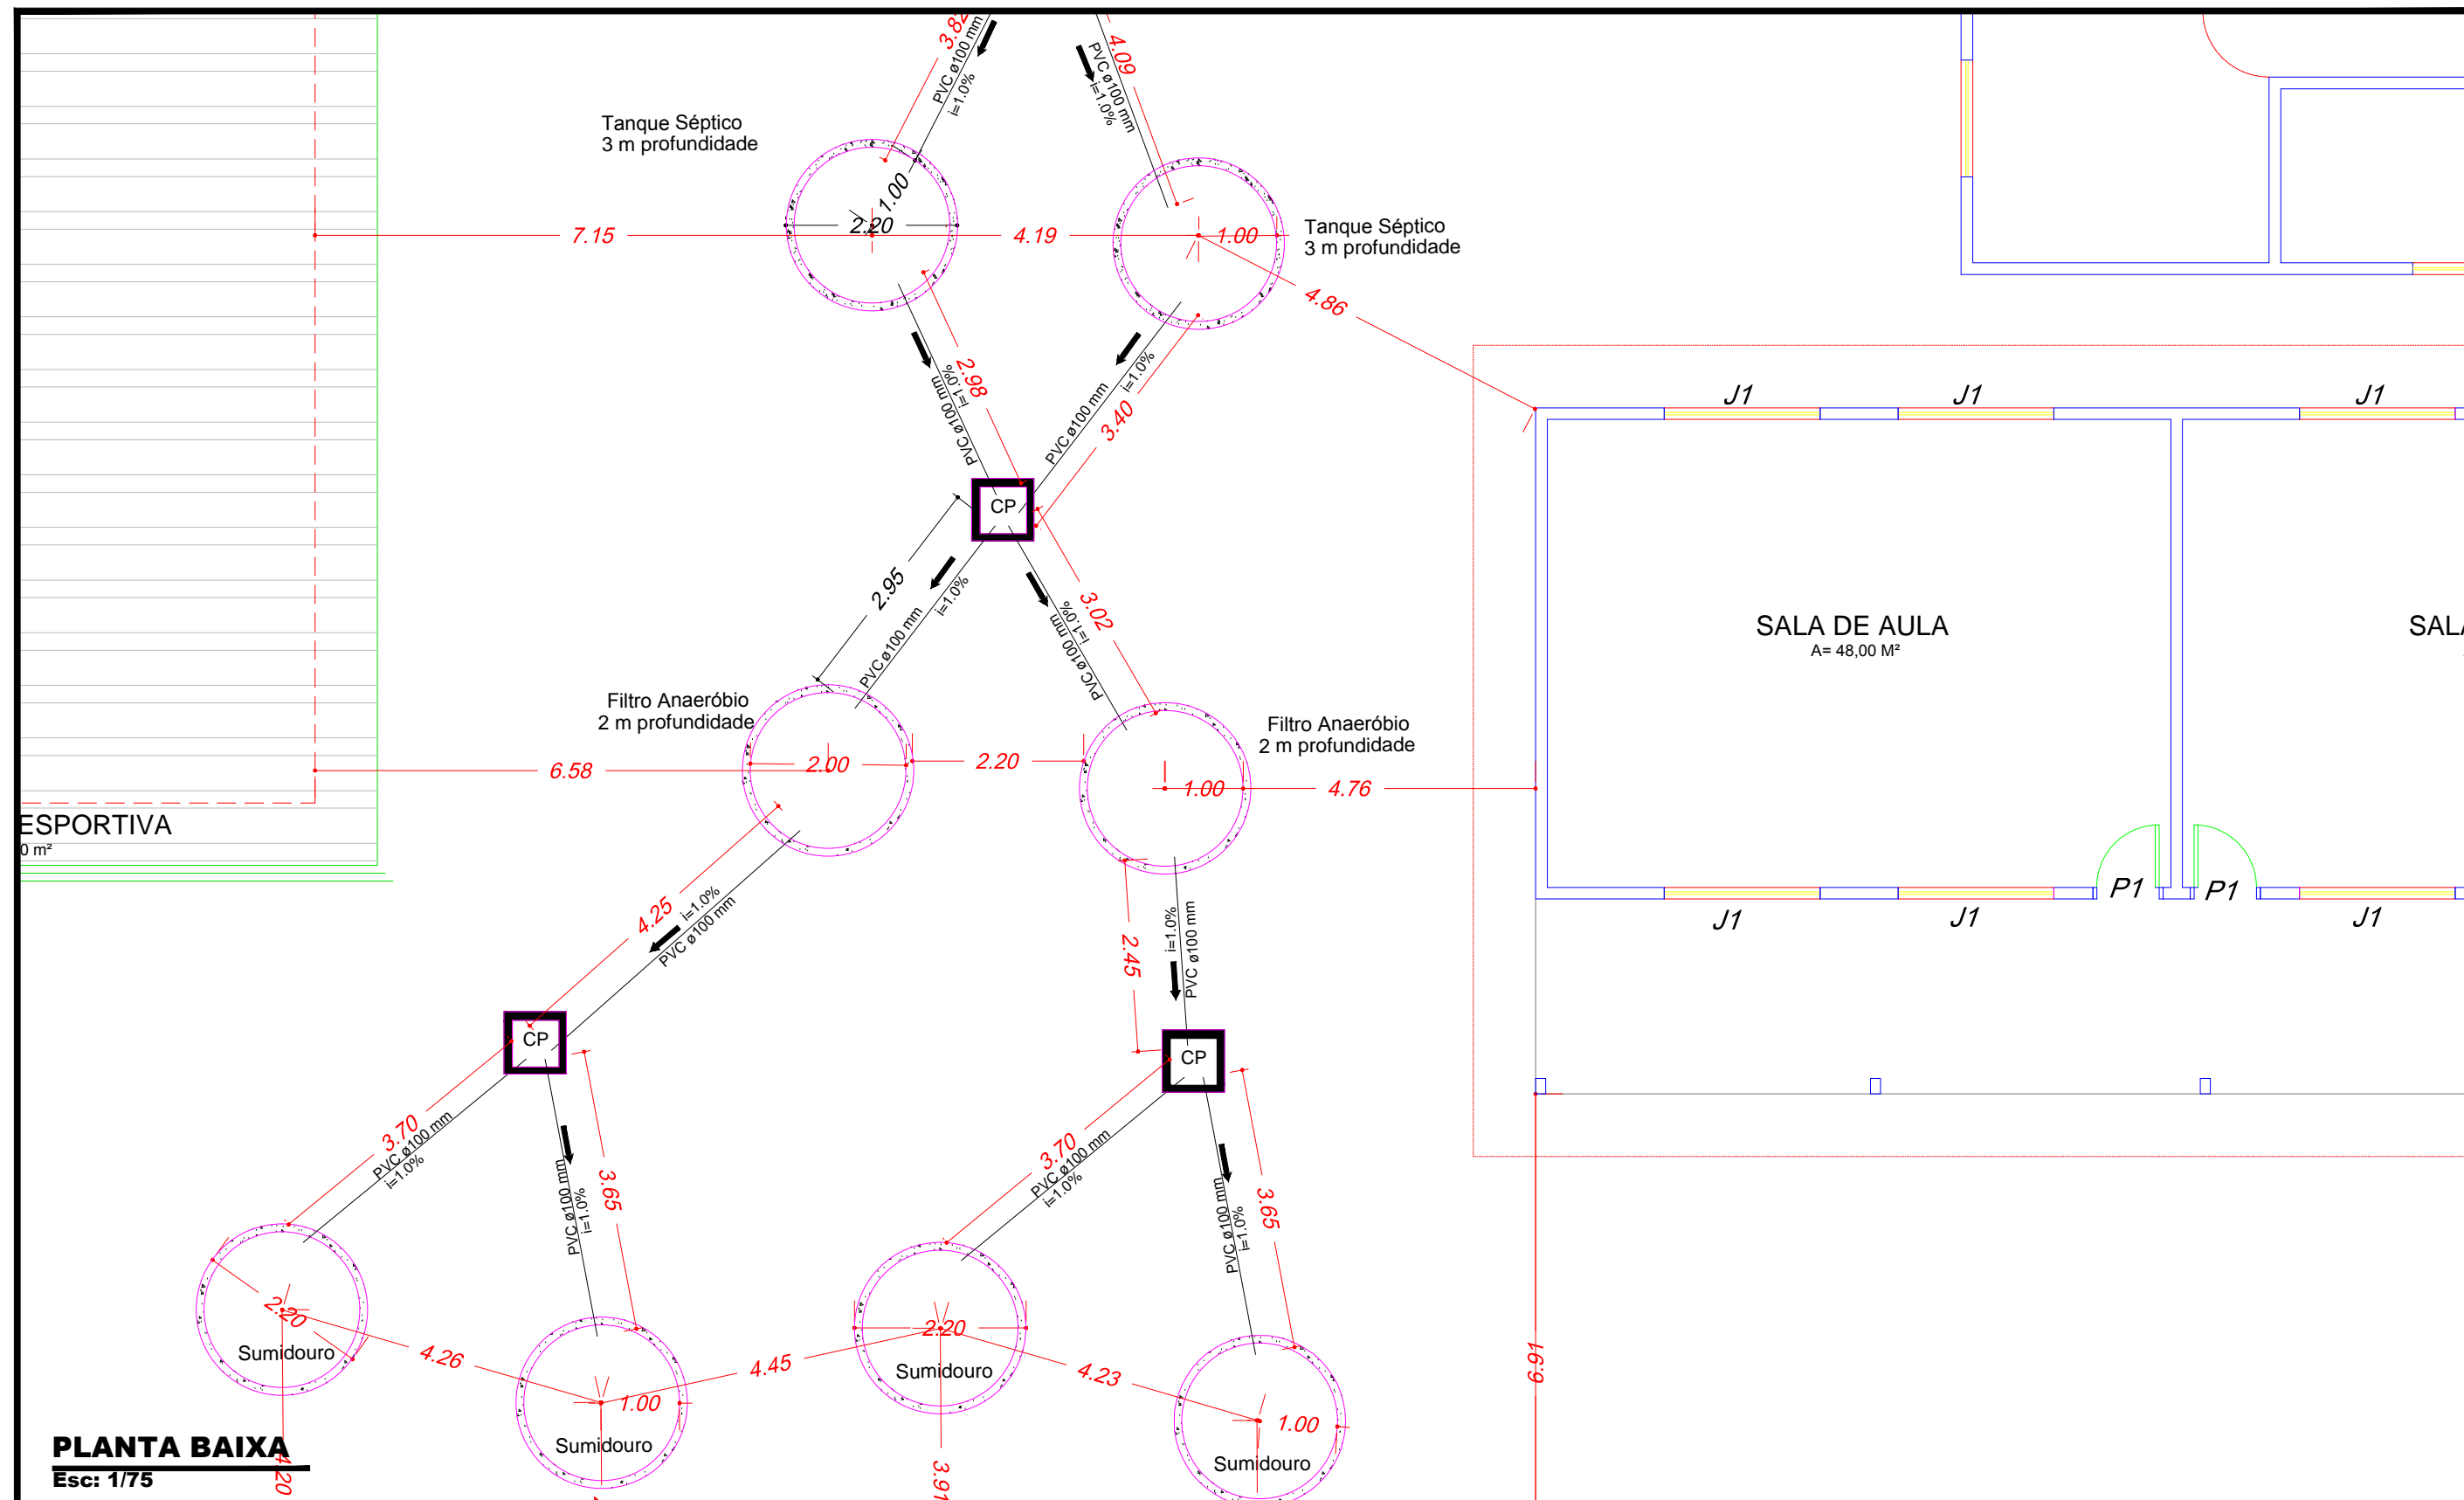 3.82
PVC ø100 mm
i=1.0%
4.09
PVC ø100 mm
i=1.0%
Tanque Séptico
3 m profundidade
1.00
2.20
7.15
4.19
1.00
Tanque Séptico
3 m profundidade
4.86
2.98
i=1.0%
PVC ø100 mm
i=1.0%
PVC ø100 mm
3.40
J1
J1
J1
CP
2.95
i=1.0%
PVC ø100 mm
3.02
i=1.0%
PVC ø100 mm
SALA DE AULA
A= 48,00 M²
SALA
Filtro Anaeróbio
2 m profundidade
Filtro Anaeróbio
2 m profundidade
6.58
2.00
2.20
1.00
4.76
ESPORTIVA
0 m²
P1
P1
J1
J1
J1
4.25
i=1.0%
PVC ø100 mm
2.45
i=1.0%
PVC ø100 mm
CP
CP
3.70
PVC ø100 mm
i=1.0%
3.65
PVC ø100 mm
i=1.0%
3.70
PVC ø100 mm
i=1.0%
3.65
PVC ø100 mm
i=1.0%
2.20
Sumidouro
4.26
1.00
Sumidouro
4.45
2.20
Sumidouro
4.23
1.00
Sumidouro
6.91
PLANTA BAIXA
Esc: 1/75
4.20
3.91